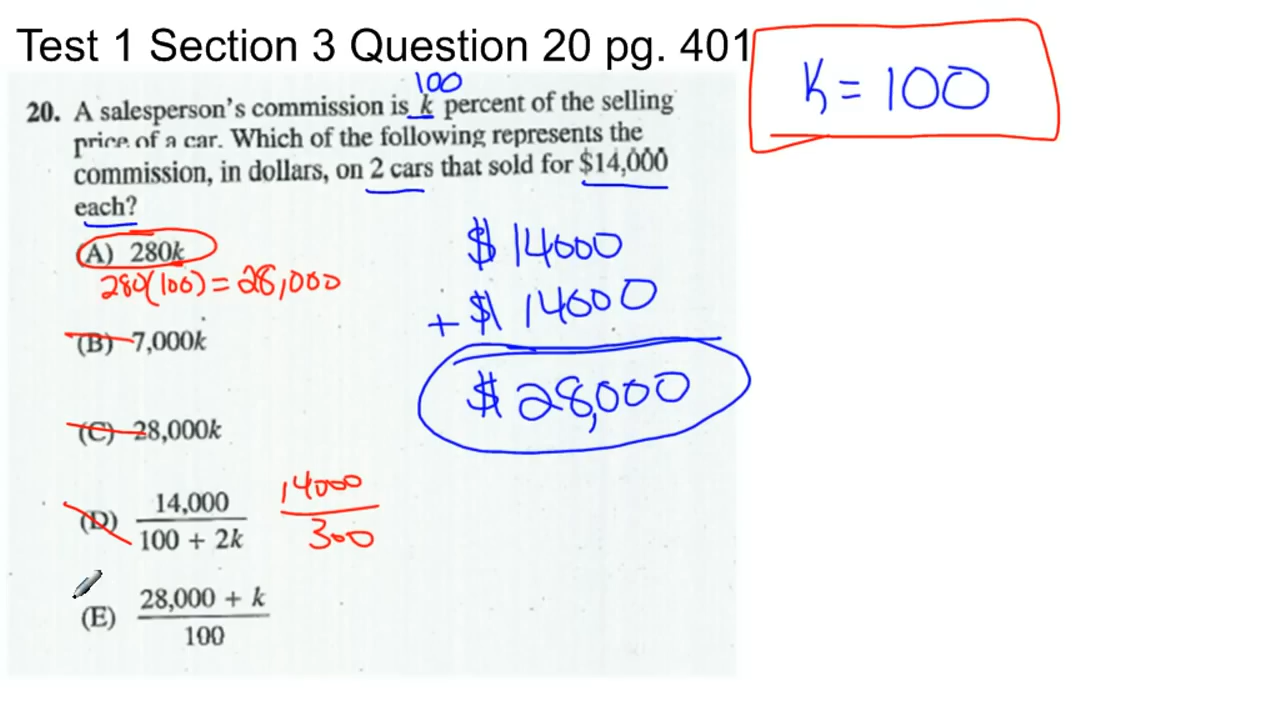 Test 1 Section 3 Question 20 pg. 401
K = 100
100
20. A salesperson's commission is k percent of the selling
price of a car. Which of the following represents the
commission, in dollars, on 2 cars that sold for $14,000
each?
(A) 280k
280(100) = 28,000
(B) 7,000k
(C) 28,000k
(D) 14,000
100 + 2k
14000
300
(E) 28,000 + k
100
$ 14000
+ $ 14000
$ 28,000